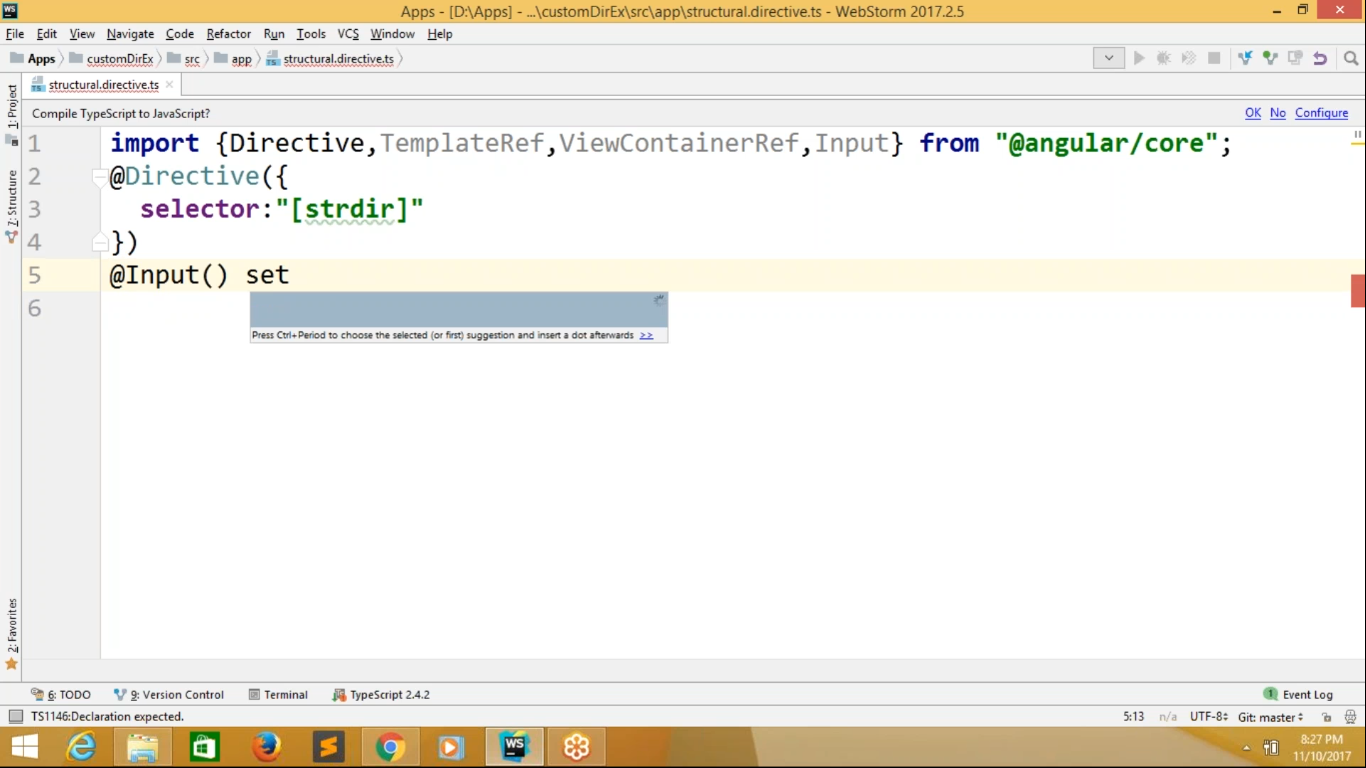 WS
Apps - [D:\Apps] - ...\customDirEx\src\app\structural.directive.ts - WebStorm 2017.2.5
File Edit View Navigate Code Refactor Run Tools VCS Window Help
Apps customDirEx src app structural.directive.ts
structural.directive.ts
Compile TypeScript to JavaScript? OK No Configure
1: Project
7: Structure
2: Favorites
1 import {Directive,TemplateRef,ViewContainerRef,Input} from "@angular/core";
2 @Directive({
3 selector:"[strdir]"
4 })
5 @Input() set
6
Press Ctrl+Period to choose the selected (or first) suggestion and insert a dot afterwards >>
6: TODO 9: Version Control Terminal TypeScript 2.4.2 1 Event Log
TS1146:Declaration expected. 5:13 n/a UTF-8 Git: master
WS
8:27 PM
11/10/2017